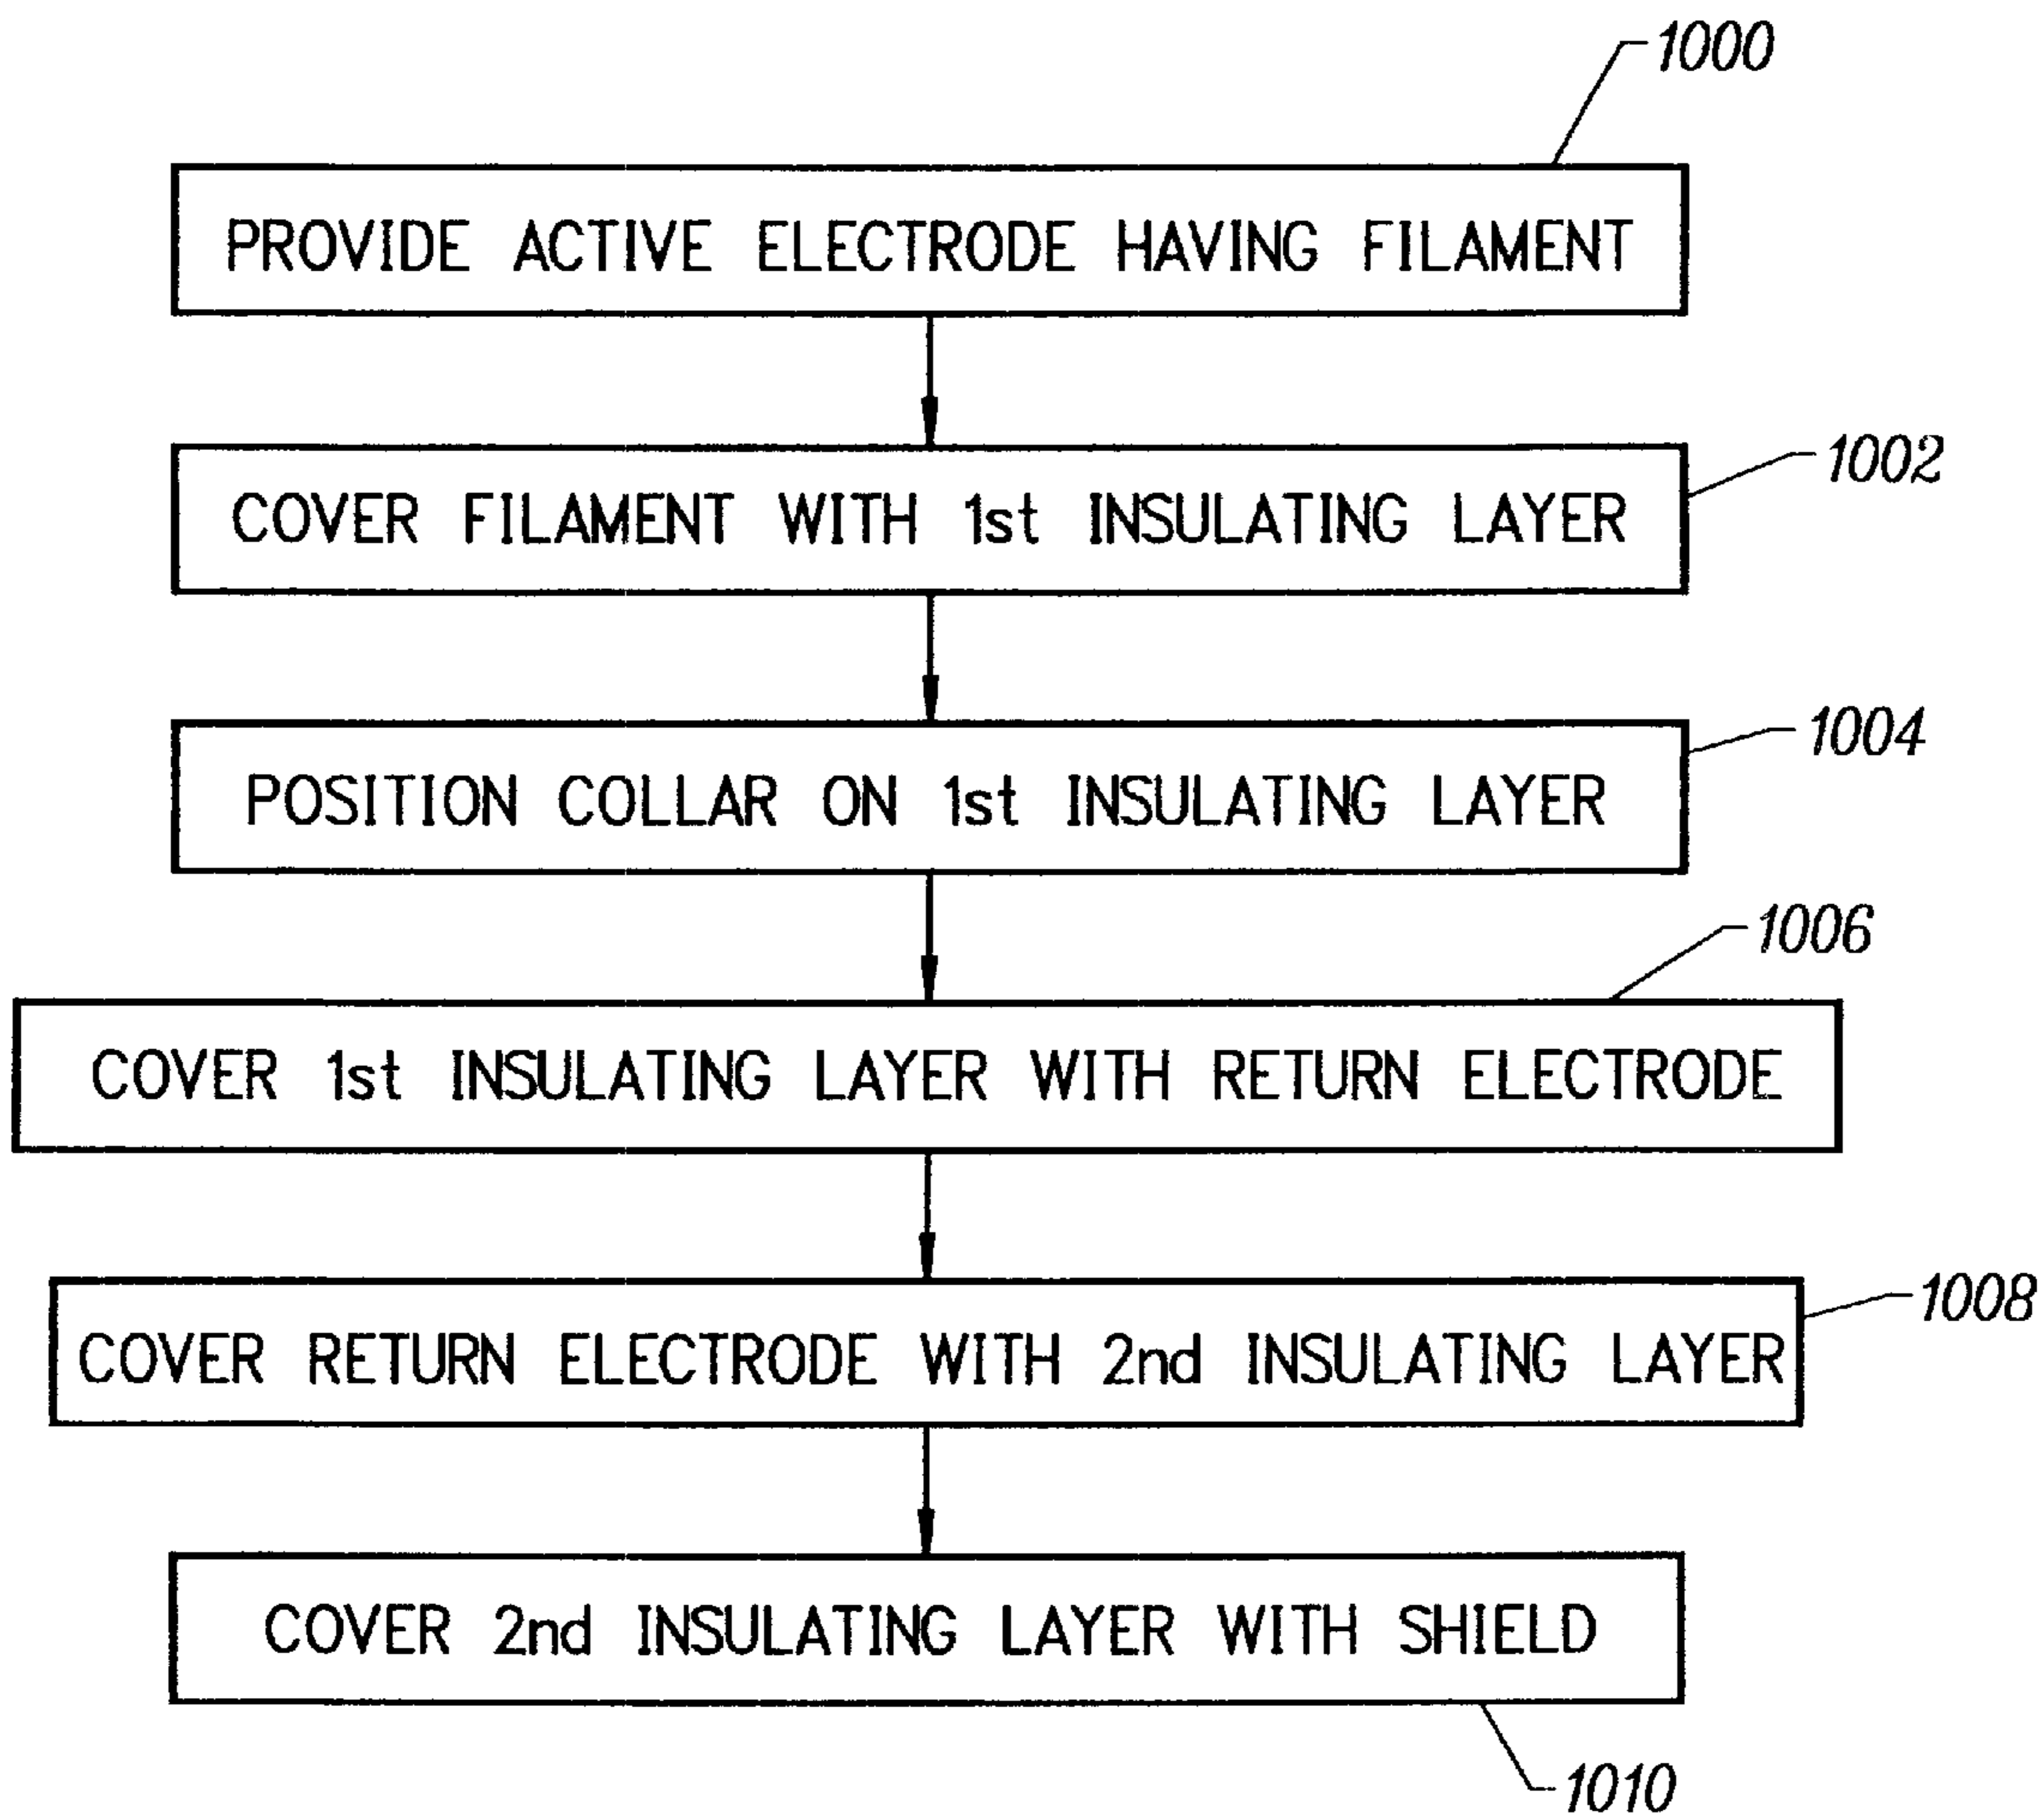 1000
PROVIDE ACTIVE ELECTRODE HAVING FILAMENT
1002
COVER FILAMENT WITH 1st INSULATING LAYER
1004
POSITION COLLAR ON 1st INSULATING LAYER
1006
COVER 1st INSULATING LAYER WITH RETURN ELECTRODE
1008
COVER RETURN ELECTRODE WITH 2nd INSULATING LAYER
COVER 2nd INSULATING LAYER WITH SHIELD
1010